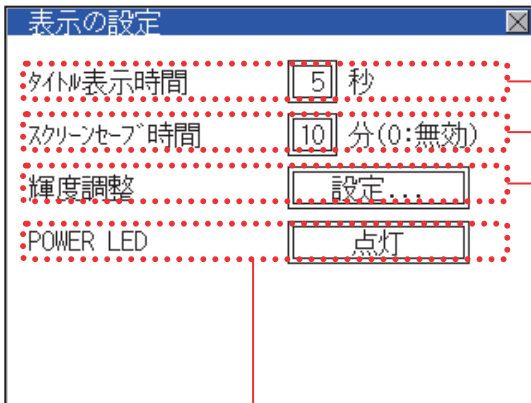 表示の設定
ﾀｲﾄﾙ表示時間 5 秒
ｽｸﾘｰﾝｾｰﾌﾞ時間 10 分(0:無効)
輝度調整 設定...
POWER LED 点灯